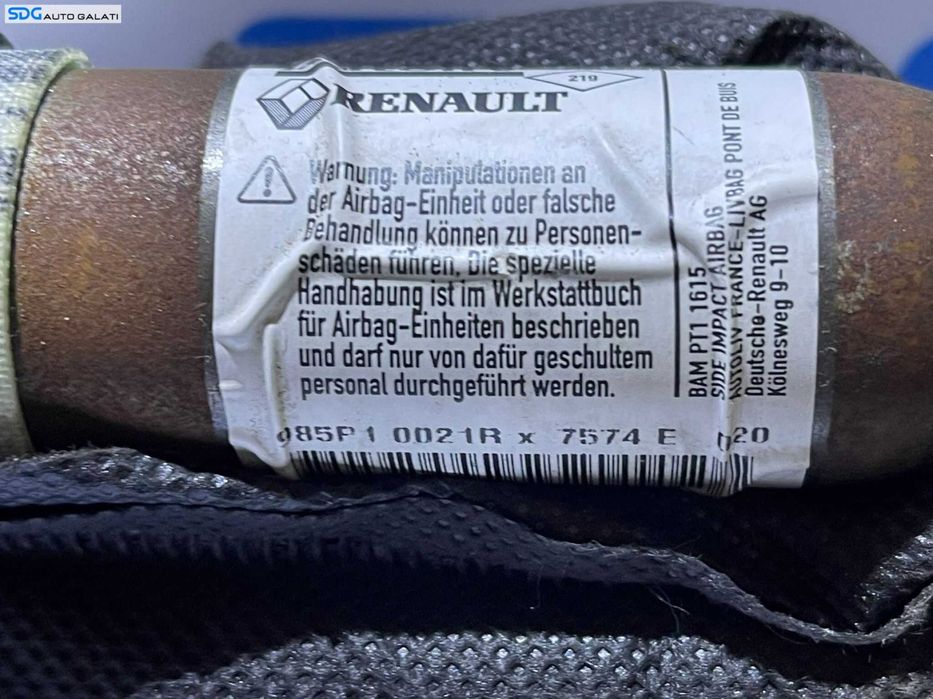 SDG AUTO GALATI
RENAULT
219
Warnung: Manipulationen an
der Airbag-Einheit oder falsche
Behandlung können zu Personen-
schäden führen. Die spezielle
Handhabung ist im Werkstattbuch
für Airbag-Einheiten beschrieben
und darf nur von dafür geschultem
personal durchgeführt werden.
BAM PT1 1615
SIDE IMPACT AIRBAG
AUTOLIV FRANCE-LIVBAG PONT DE BUIS
Deutsche-Renault AG
Kölnesweg 9-10
985P1 0021R x 7574 E 20